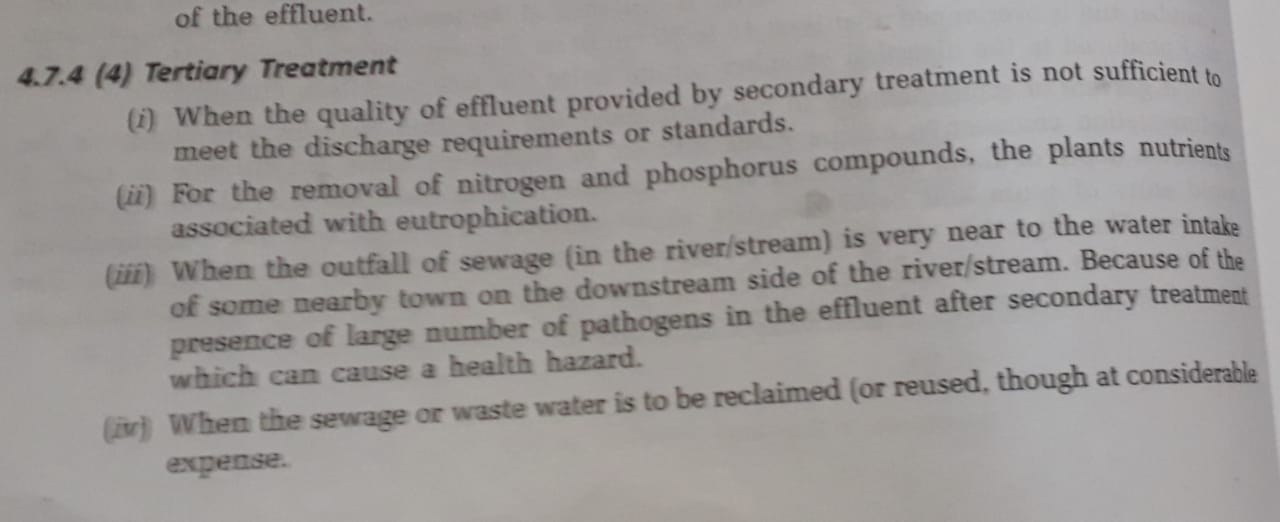 of the effluent.
4.7.4 (4) Tertiary Treatment
(i) When the quality of effluent provided by secondary treatment is not sufficient to
meet the discharge requirements or standards.
(ii) For the removal of nitrogen and phosphorus compounds, the plants nutrients
associated with eutrophication.
(iii) When the outfall of sewage (in the river/stream) is very near to the water intake
of some nearby town on the downstream side of the river/stream. Because of the
presence of large number of pathogens in the effluent after secondary treatment
which can cause a health hazard.
(iv) When the sewage or waste water is to be reclaimed (or reused, though at considerable
expense.